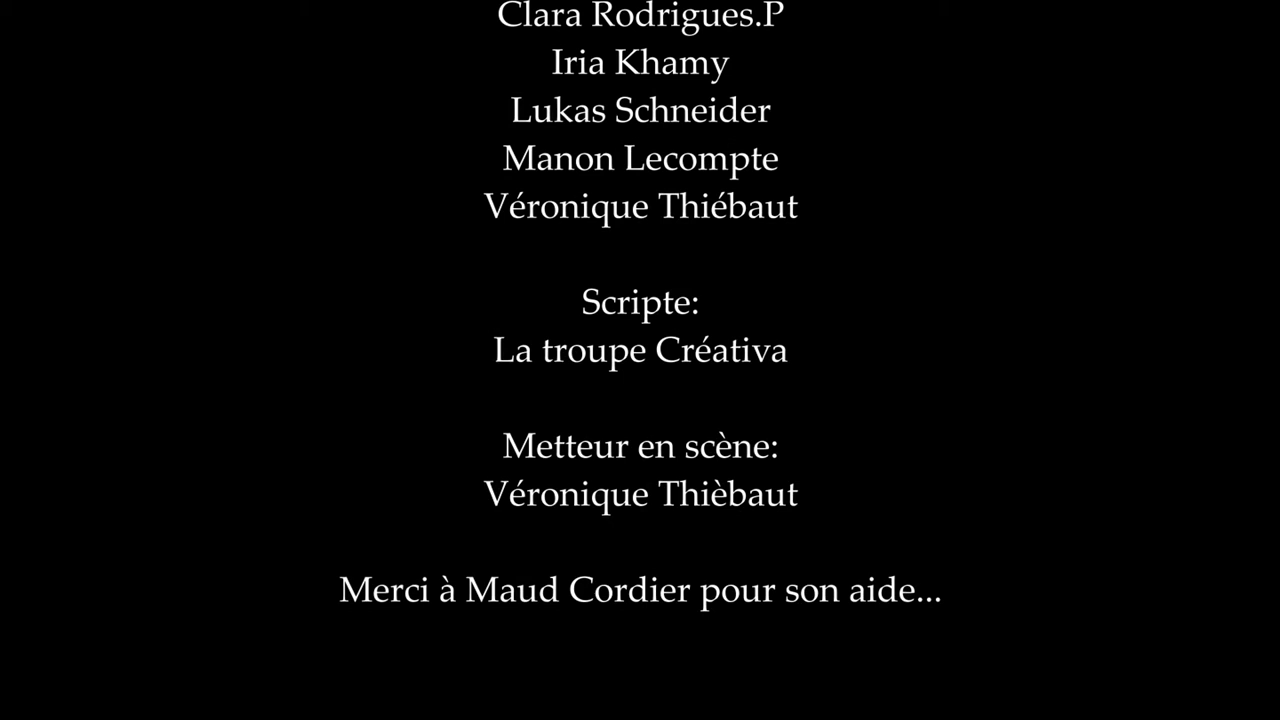 Clara Rodrigues.P
Iria Khamy
Lukas Schneider
Manon Lecompte
Véronique Thiébaut
Scripte:
La troupe Créativa
Metteur en scène:
Véronique Thièbaut
Merci à Maud Cordier pour son aide...